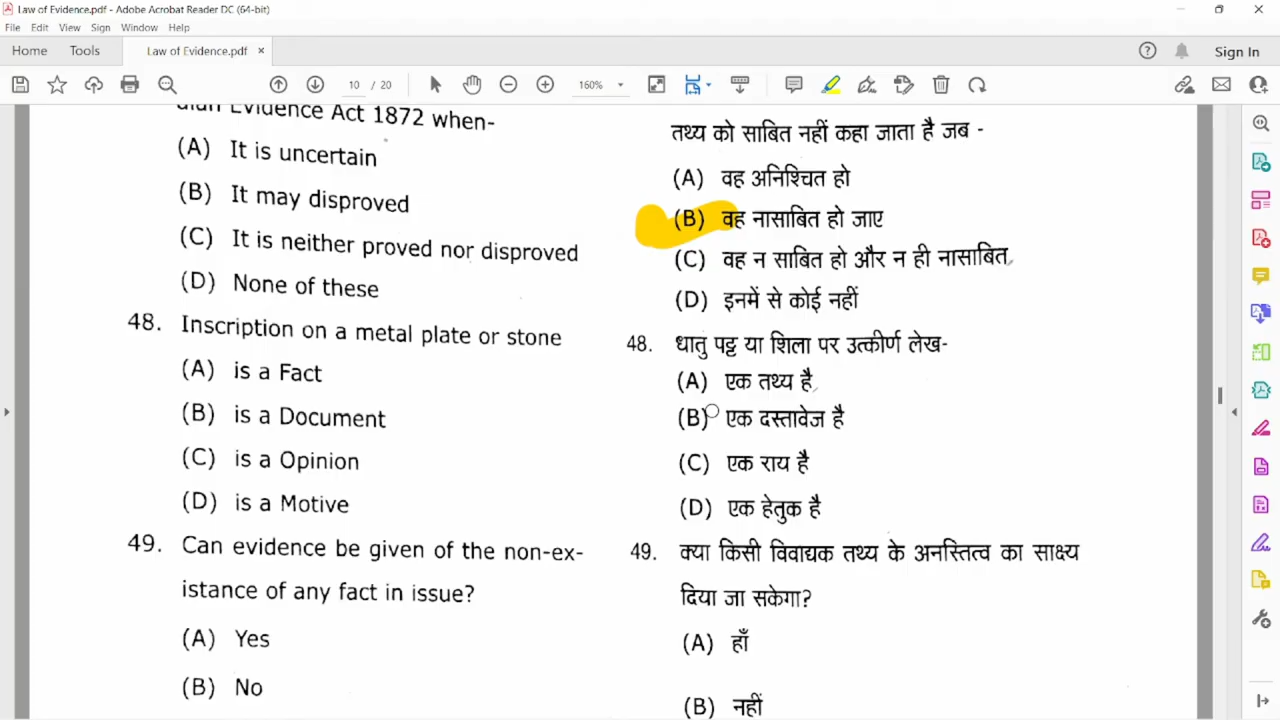 Law of Evidence.pdf - Adobe Acrobat Reader DC (64-bit)
File Edit View Sign Window Help
Home Tools Law of Evidence.pdf × Sign In
10 / 20 160%
Evidence Act 1872 when-
(A) It is uncertain
(B) It may disproved
(C) It is neither proved nor disproved
(D) None of these
48. Inscription on a metal plate or stone
(A) is a Fact
(B) is a Document
(C) is a Opinion
(D) is a Motive
49. Can evidence be given of the non-ex-
istance of any fact in issue?
(A) Yes
(B) No
तथ्य को साबित नहीं कहा जाता है जब -
(A) वह अनिश्चित हो
(B) वह नासाबित हो जाए
(C) वह न साबित हो और न ही नासाबित
(D) इनमें से कोई नहीं
48. धातु पट्ट या शिला पर उत्कीर्ण लेख-
(A) एक तथ्य है
(B) एक दस्तावेज है
(C) एक राय है
(D) एक हेतुक है
49. क्या किसी विवाद्यक तथ्य के अनस्तित्व का साक्ष्य
दिया जा सकेगा?
(A) हाँ
(B) नहीं